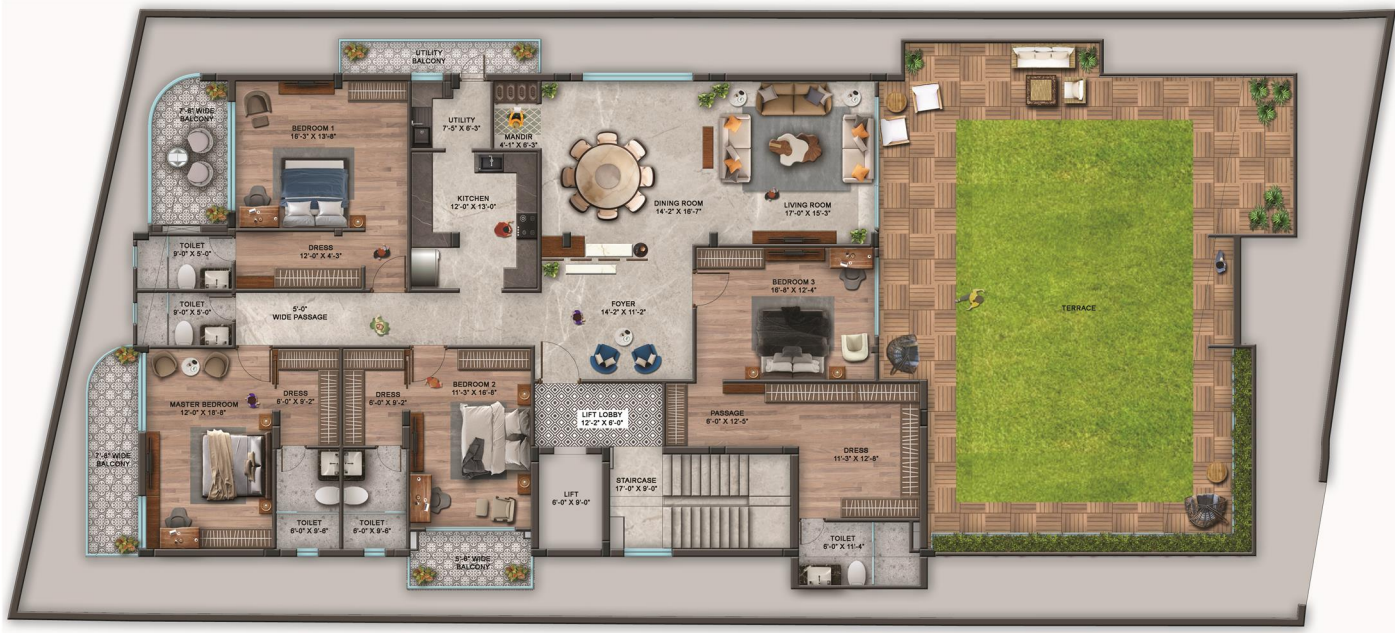 UTILITY
BALCONY
7'-6" WIDE
BALCONY
BEDROOM 1
16'-3" X 13'-8"
UTILITY
7'-5" X 6'-3"
MANDIR
4'-1" X 6'-3"
KITCHEN
12'-0" X 13'-0"
DINING ROOM
14'-2" X 16'-7"
LIVING ROOM
17'-0" X 15'-3"
TOILET
9'-0" X 5'-0"
DRESS
12'-0" X 4'-3"
BEDROOM 3
16'-8" X 12'-4"
TOILET
9'-0" X 5'-0"
5'-0"
WIDE PASSAGE
FOYER
14'-2" X 11'-2"
TERRACE
MASTER BEDROOM
12'-0" X 18'-8"
DRESS
6'-0" X 9'-2"
DRESS
6'-0" X 9'-2"
BEDROOM 2
11'-3" X 16'-8"
LIFT LOBBY
12'-2" X 6'-0"
PASSAGE
6'-0" X 12'-5"
7'-6" WIDE
BALCONY
DRESS
11'-3" X 12'-8"
LIFT
6'-0" X 9'-0"
STAIRCASE
17'-0" X 9'-0"
TOILET
6'-0" X 9'-6"
TOILET
6'-0" X 9'-6"
5'-6" WIDE
BALCONY
TOILET
6'-0" X 11'-4"